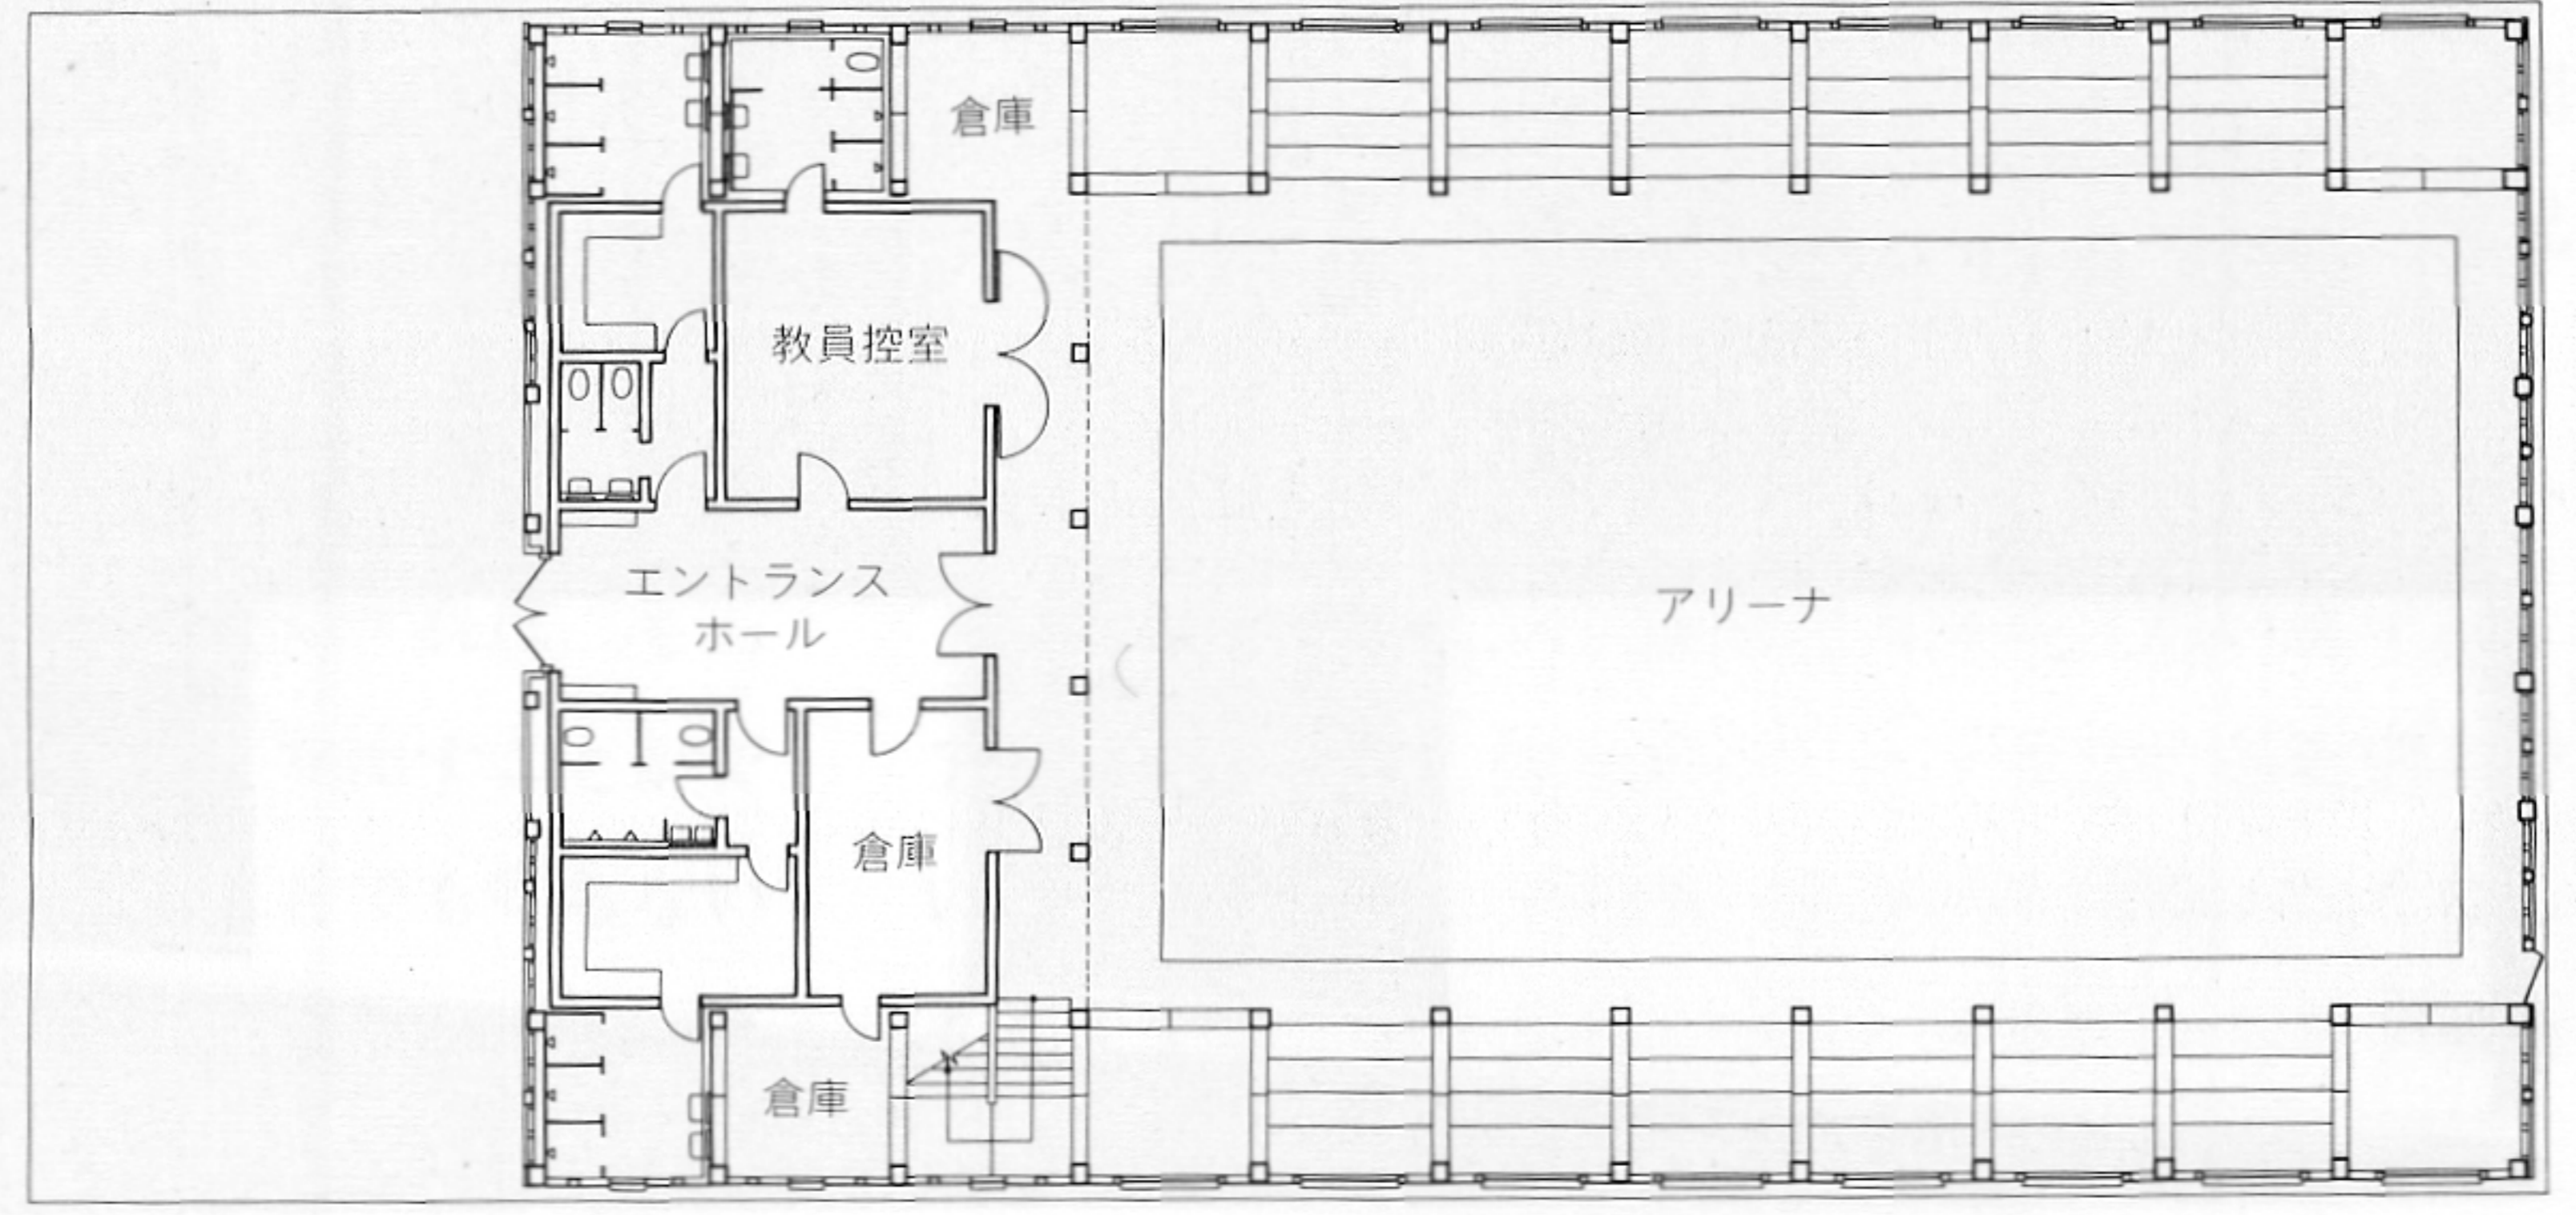 倉庫
教員控室
エントランス
ホール
アリーナ
倉庫
倉庫